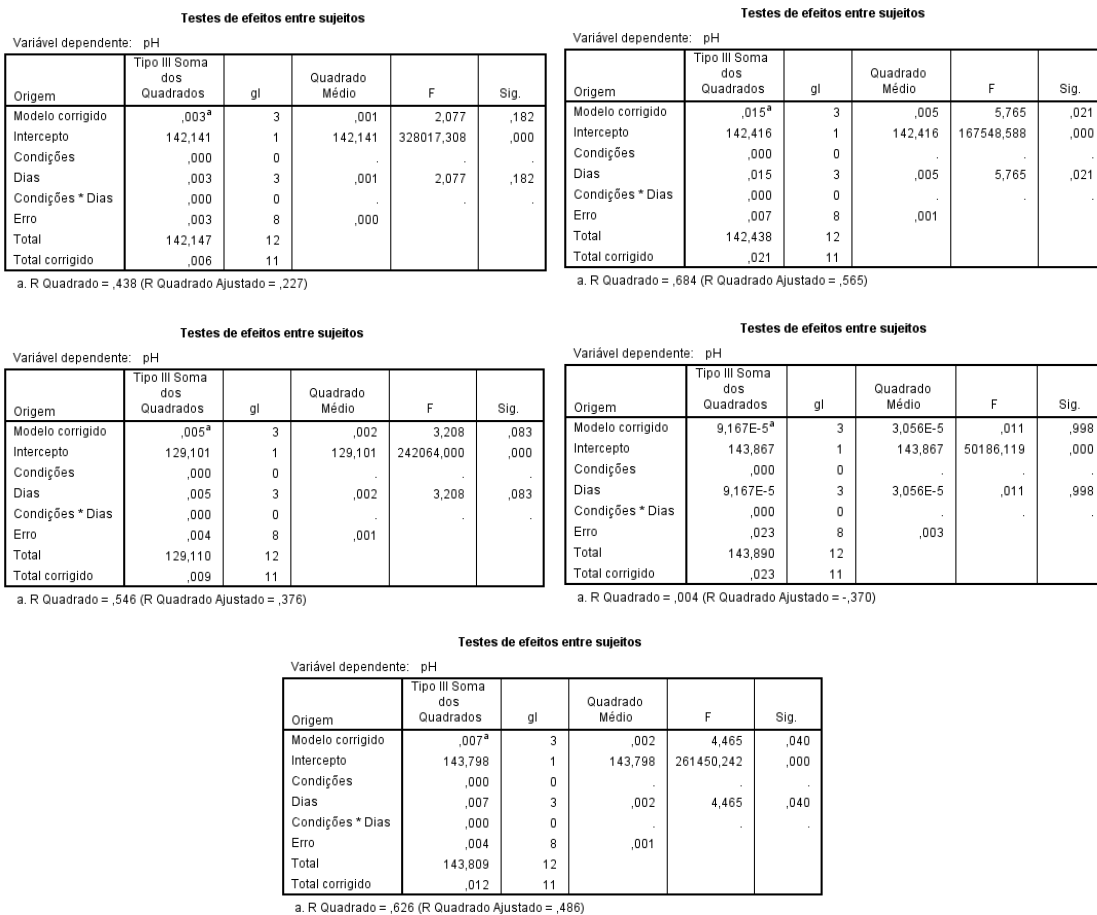 Testes de efeitos entre sujeitos
Variável dependente: pH
Origem Tipo III Soma dos Quadrados gl Quadrado Médio F Sig.
Modelo corrigido ,003a 3 ,001 2,077 ,182
Intercepto 142,141 1 142,141 328017,308 ,000
Condições ,000 0 . . .
Dias ,003 3 ,001 2,077 ,182
Condições * Dias ,000 0 . . .
Erro ,003 8 ,000
Total 142,147 12
Total corrigido ,006 11
a. R Quadrado = ,438 (R Quadrado Ajustado = ,227)
Testes de efeitos entre sujeitos
Variável dependente: pH
Origem Tipo III Soma dos Quadrados gl Quadrado Médio F Sig.
Modelo corrigido ,015a 3 ,005 5,765 ,021
Intercepto 142,416 1 142,416 167548,588 ,000
Condições ,000 0 . . .
Dias ,015 3 ,005 5,765 ,021
Condições * Dias ,000 0 . . .
Erro ,007 8 ,001
Total 142,438 12
Total corrigido ,021 11
a. R Quadrado = ,684 (R Quadrado Ajustado = ,565)
Testes de efeitos entre sujeitos
Variável dependente: pH
Origem Tipo III Soma dos Quadrados gl Quadrado Médio F Sig.
Modelo corrigido ,005a 3 ,002 3,208 ,083
Intercepto 129,101 1 129,101 242064,000 ,000
Condições ,000 0 . . .
Dias ,005 3 ,002 3,208 ,083
Condições * Dias ,000 0 . . .
Erro ,004 8 ,001
Total 129,110 12
Total corrigido ,009 11
a. R Quadrado = ,546 (R Quadrado Ajustado = ,376)
Testes de efeitos entre sujeitos
Variável dependente: pH
Origem Tipo III Soma dos Quadrados gl Quadrado Médio F Sig.
Modelo corrigido 9,167E-5a 3 3,056E-5 ,011 ,998
Intercepto 143,867 1 143,867 50186,119 ,000
Condições ,000 0 . . .
Dias 9,167E-5 3 3,056E-5 ,011 ,998
Condições * Dias ,000 0 . . .
Erro ,023 8 ,003
Total 143,890 12
Total corrigido ,023 11
a. R Quadrado = ,004 (R Quadrado Ajustado = -,370)
Testes de efeitos entre sujeitos
Variável dependente: pH
Origem Tipo III Soma dos Quadrados gl Quadrado Médio F Sig.
Modelo corrigido ,007a 3 ,002 4,465 ,040
Intercepto 143,798 1 143,798 261450,242 ,000
Condições ,000 0 . . .
Dias ,007 3 ,002 4,465 ,040
Condições * Dias ,000 0 . . .
Erro ,004 8 ,001
Total 143,809 12
Total corrigido ,012 11
a. R Quadrado = ,626 (R Quadrado Ajustado = ,486)